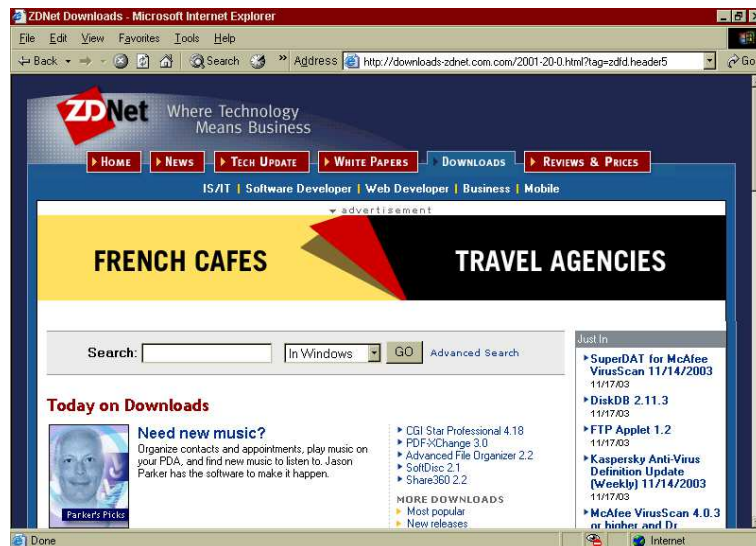 ZDNet Downloads - Microsoft Internet Explorer
File Edit View Favorites Tools Help
Back Search » Address http://downloads-zdnet.com.com/2001-20-0.html?tag=zdfd.header5 Go
ZDNet Where Technology
Means Business
HOME NEWS TECH UPDATE WHITE PAPERS DOWNLOADS REVIEWS & PRICES
IS/IT | Software Developer | Web Developer | Business | Mobile
advertisement
FRENCH CAFES TRAVEL AGENCIES
Search: In Windows GO Advanced Search
Today on Downloads
Need new music?
Organize contacts and appointments, play music on
your PDA, and find new music to listen to. Jason
Parker has the software to make it happen.
Parker's Picks
CGI Star Professional 4.18
PDF-XChange 3.0
Advanced File Organizer 2.2
SoftDisc 2.1
Share360 2.2
MORE DOWNLOADS
Most popular
New releases
Just In
SuperDAT for McAfee
VirusScan 11/14/2003
11/17/03
DiskDB 2.11.3
11/17/03
FTP Applet 1.2
11/17/03
Kaspersky Anti-Virus
Definition Update
(Weekly) 11/14/2003
11/17/03
McAfee VirusScan 4.0.3
or higher and Dr
Done Internet